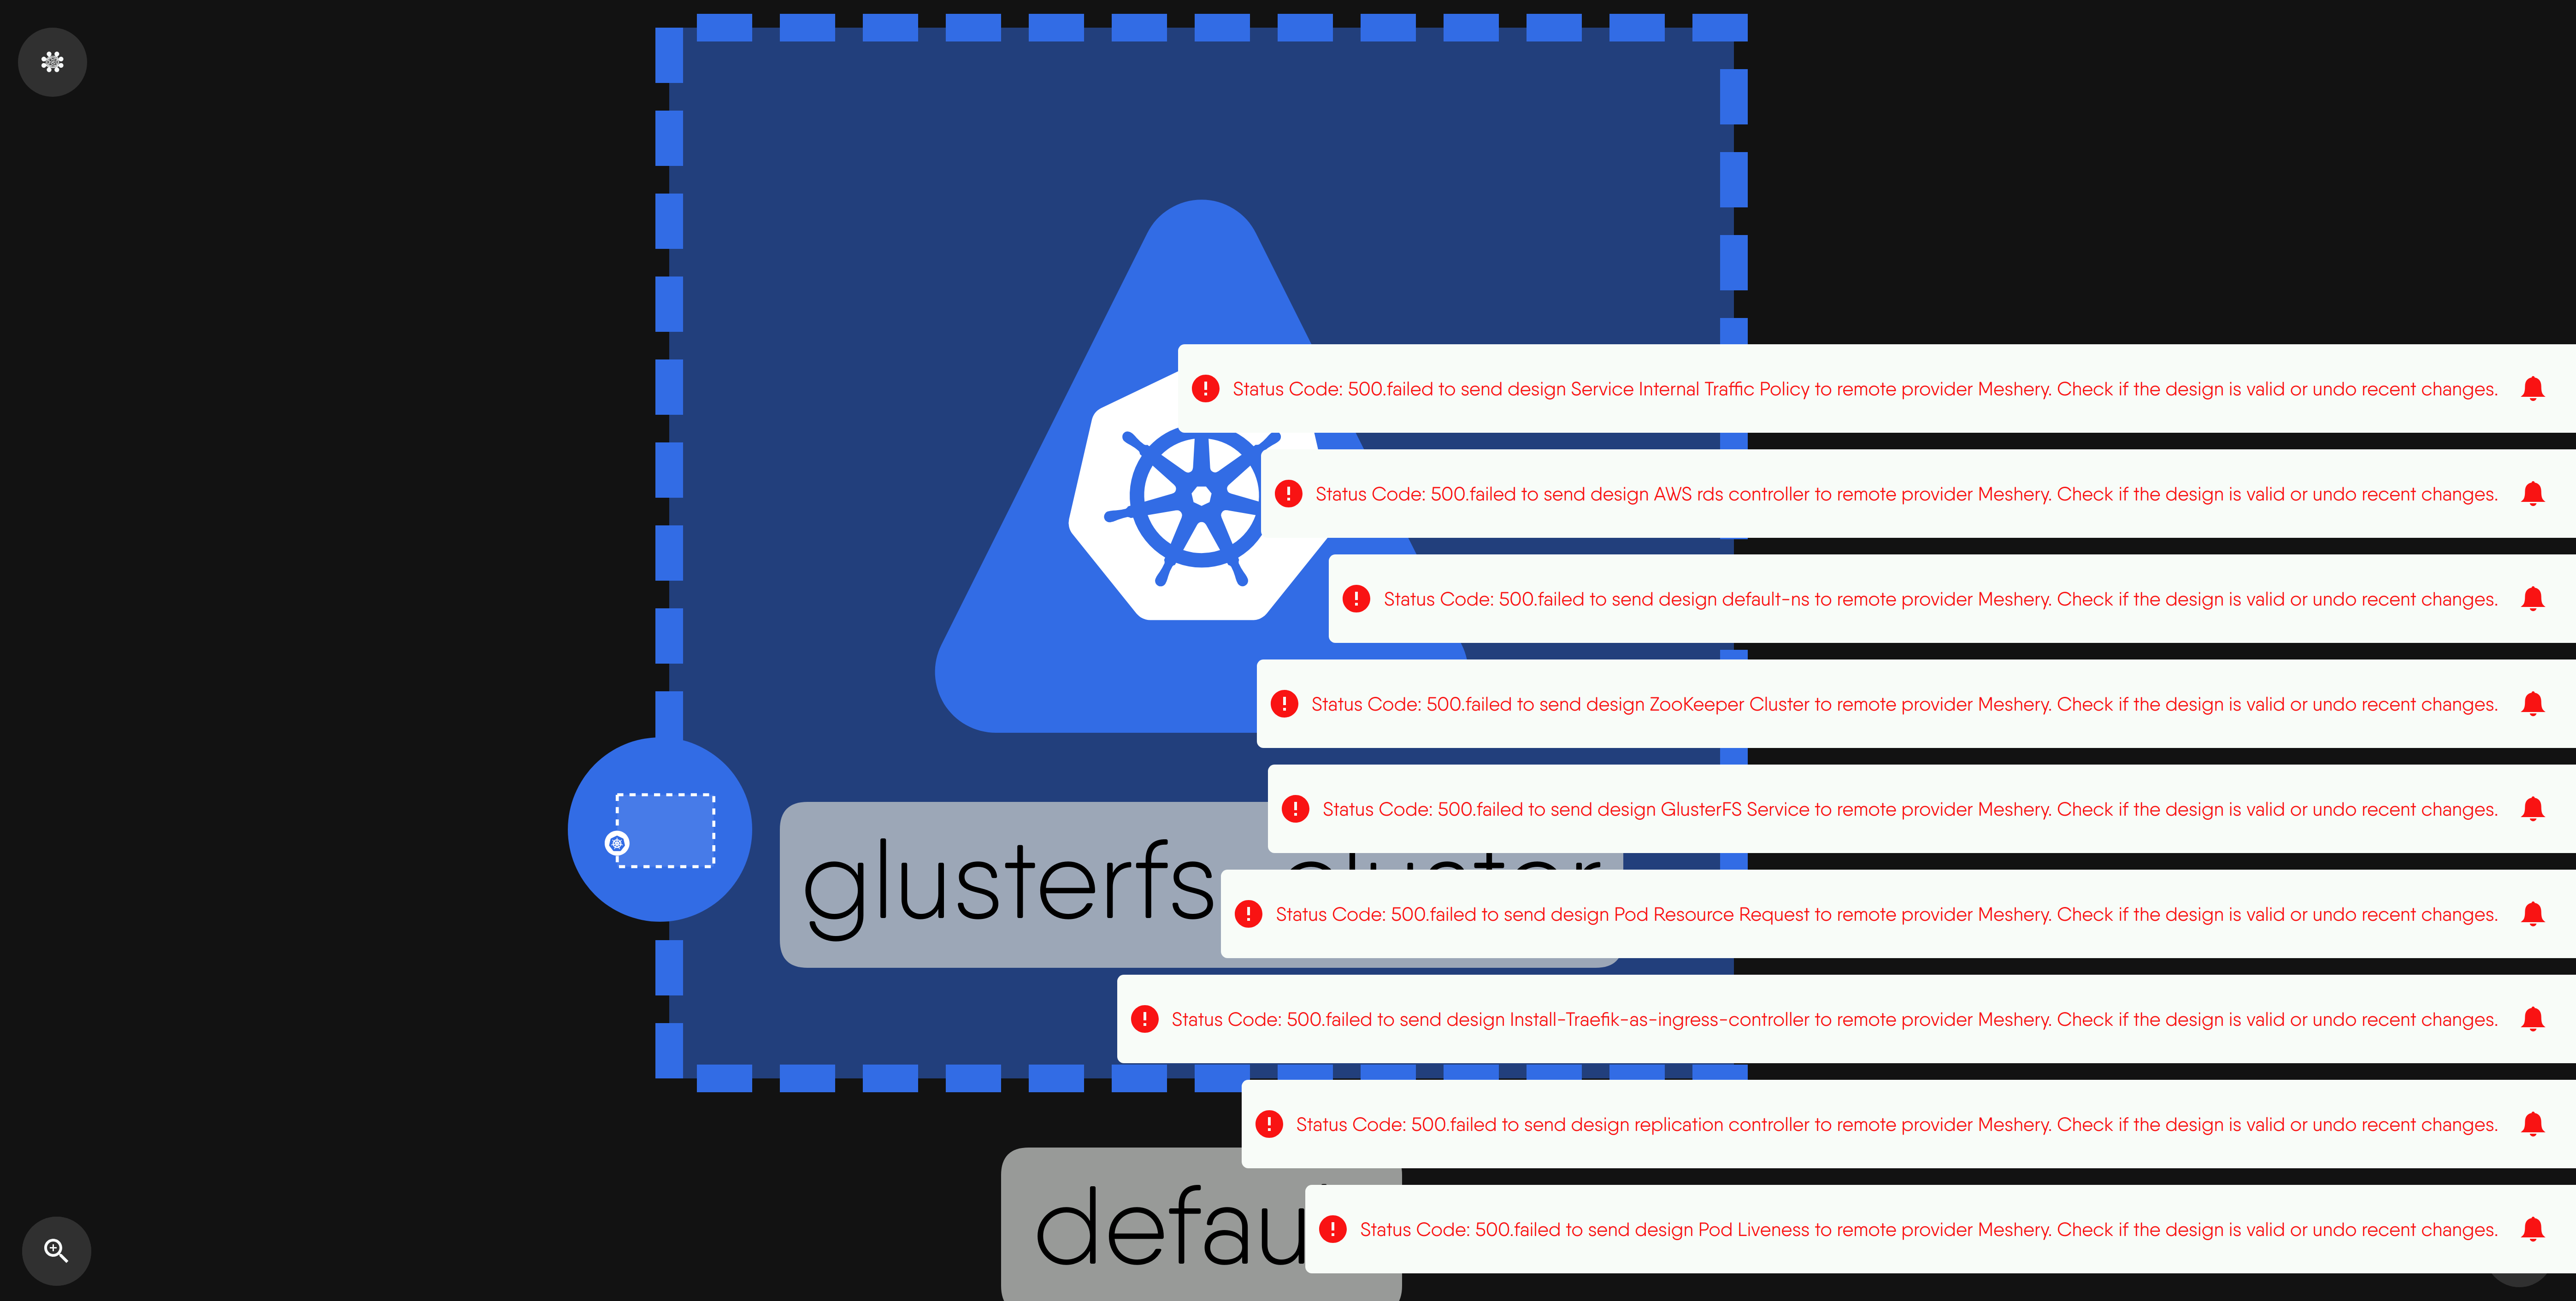 Status Code: 500.failed to send design Service Internal Traffic Policy to remote provider Meshery. Check if the design is valid or undo recent changes.
Status Code: 500.failed to send design AWS rds controller to remote provider Meshery. Check if the design is valid or undo recent changes.
Status Code: 500.failed to send design default-ns to remote provider Meshery. Check if the design is valid or undo recent changes.
Status Code: 500.failed to send design ZooKeeper Cluster to remote provider Meshery. Check if the design is valid or undo recent changes.
Status Code: 500.failed to send design GlusterFS Service to remote provider Meshery. Check if the design is valid or undo recent changes.
glusterfs
Status Code: 500.failed to send design Pod Resource Request to remote provider Meshery. Check if the design is valid or undo recent changes.
Status Code: 500.failed to send design Install-Traefik-as-ingress-controller to remote provider Meshery. Check if the design is valid or undo recent changes.
Status Code: 500.failed to send design replication controller to remote provider Meshery. Check if the design is valid or undo recent changes.
defau
Status Code: 500.failed to send design Pod Liveness to remote provider Meshery. Check if the design is valid or undo recent changes.